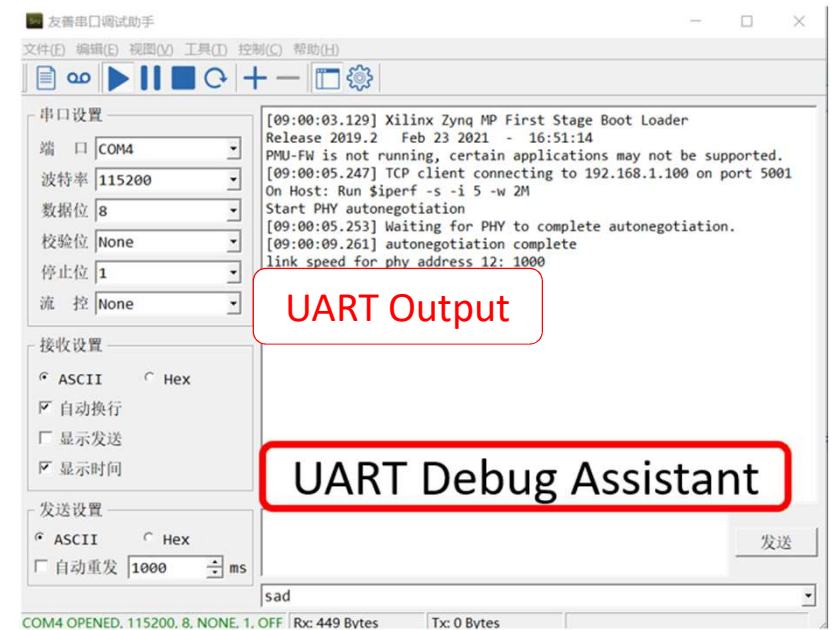 友善串口调试助手
文件(F) 编辑(E) 视图(V) 工具(T) 控制(C) 帮助(H)
串口设置
端 口 COM4
波特率 115200
数据位 8
校验位 None
停止位 1
流 控 None
接收设置
ASCII Hex
自动换行
显示发送
显示时间
发送设置
ASCII Hex
自动重发 1000 ms
[09:00:03.129] Xilinx Zynq MP First Stage Boot Loader
Release 2019.2 Feb 23 2021 - 16:51:14
PMU-FW is not running, certain applications may not be supported.
[09:00:05.247] TCP client connecting to 192.168.1.100 on port 5001
On Host: Run $iperf -s -i 5 -w 2M
Start PHY autonegotiation
[09:00:05.253] Waiting for PHY to complete autonegotiation.
[09:00:09.261] autonegotiation complete
link speed for phy address 12: 1000
UART Output
UART Debug Assistant
发送
sad
COM4 OPENED, 115200, 8, NONE, 1, OFF Rx: 449 Bytes Tx: 0 Bytes